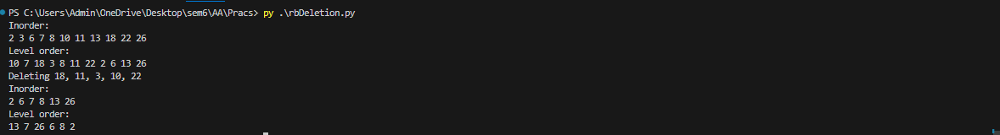 PS C:\Users\Admin\OneDrive\Desktop\sem6\AA\Pracs> py .\rbDeletion.py
Inorder:
2 3 6 7 8 10 11 13 18 22 26
Level order:
10 7 18 3 8 11 22 2 6 13 26
Deleting 18, 11, 3, 10, 22
Inorder:
2 6 7 8 13 26
Level order:
13 7 26 6 8 2